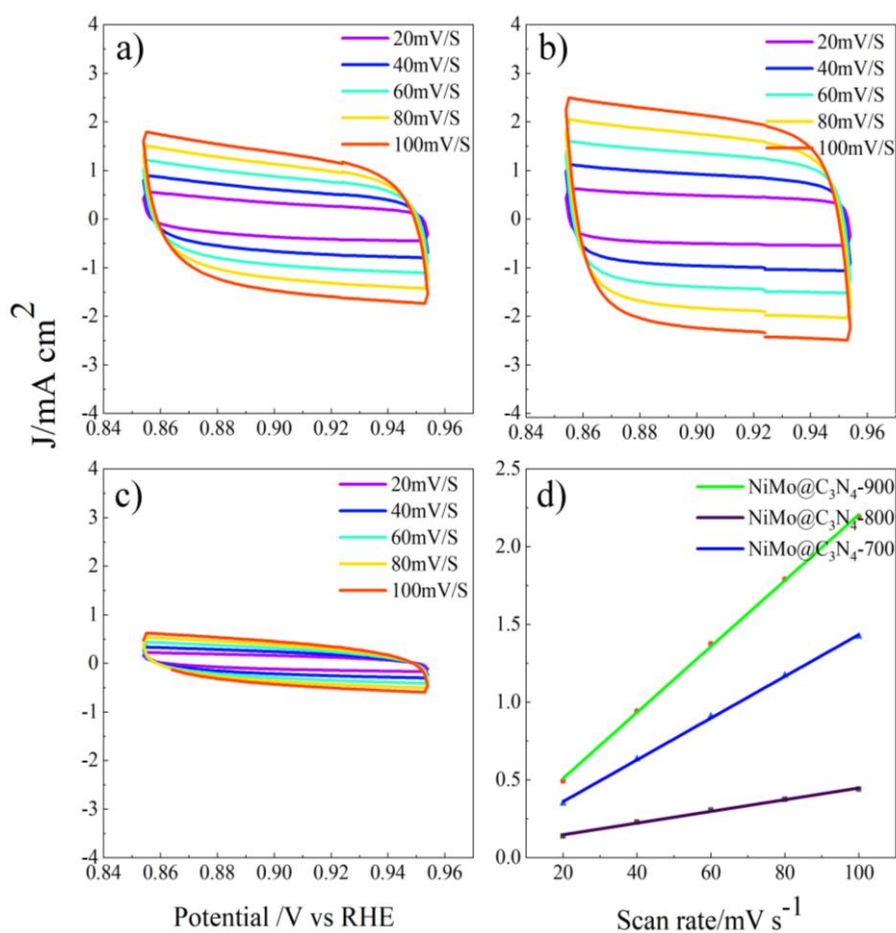 a)
20mV/S
40mV/S
60mV/S
80mV/S
100mV/S
4
3
2
1
0
-1
-2
-3
-4
0.84 0.86 0.88 0.90 0.92 0.94 0.96
b)
20mV/S
40mV/S
60mV/S
80mV/S
100mV/S
4
3
2
1
0
-1
-2
-3
-4
0.84 0.86 0.88 0.90 0.92 0.94 0.96
J/mA cm²
c)
20mV/S
40mV/S
60mV/S
80mV/S
100mV/S
4
3
2
1
0
-1
-2
-3
-4
0.84 0.86 0.88 0.90 0.92 0.94 0.96
Potential /V vs RHE
d)
NiMo@C₃N₄-900
NiMo@C₃N₄-800
NiMo@C₃N₄-700
2.5
2.0
1.5
1.0
0.5
0.0
20 40 60 80 100
Scan rate/mV s⁻¹